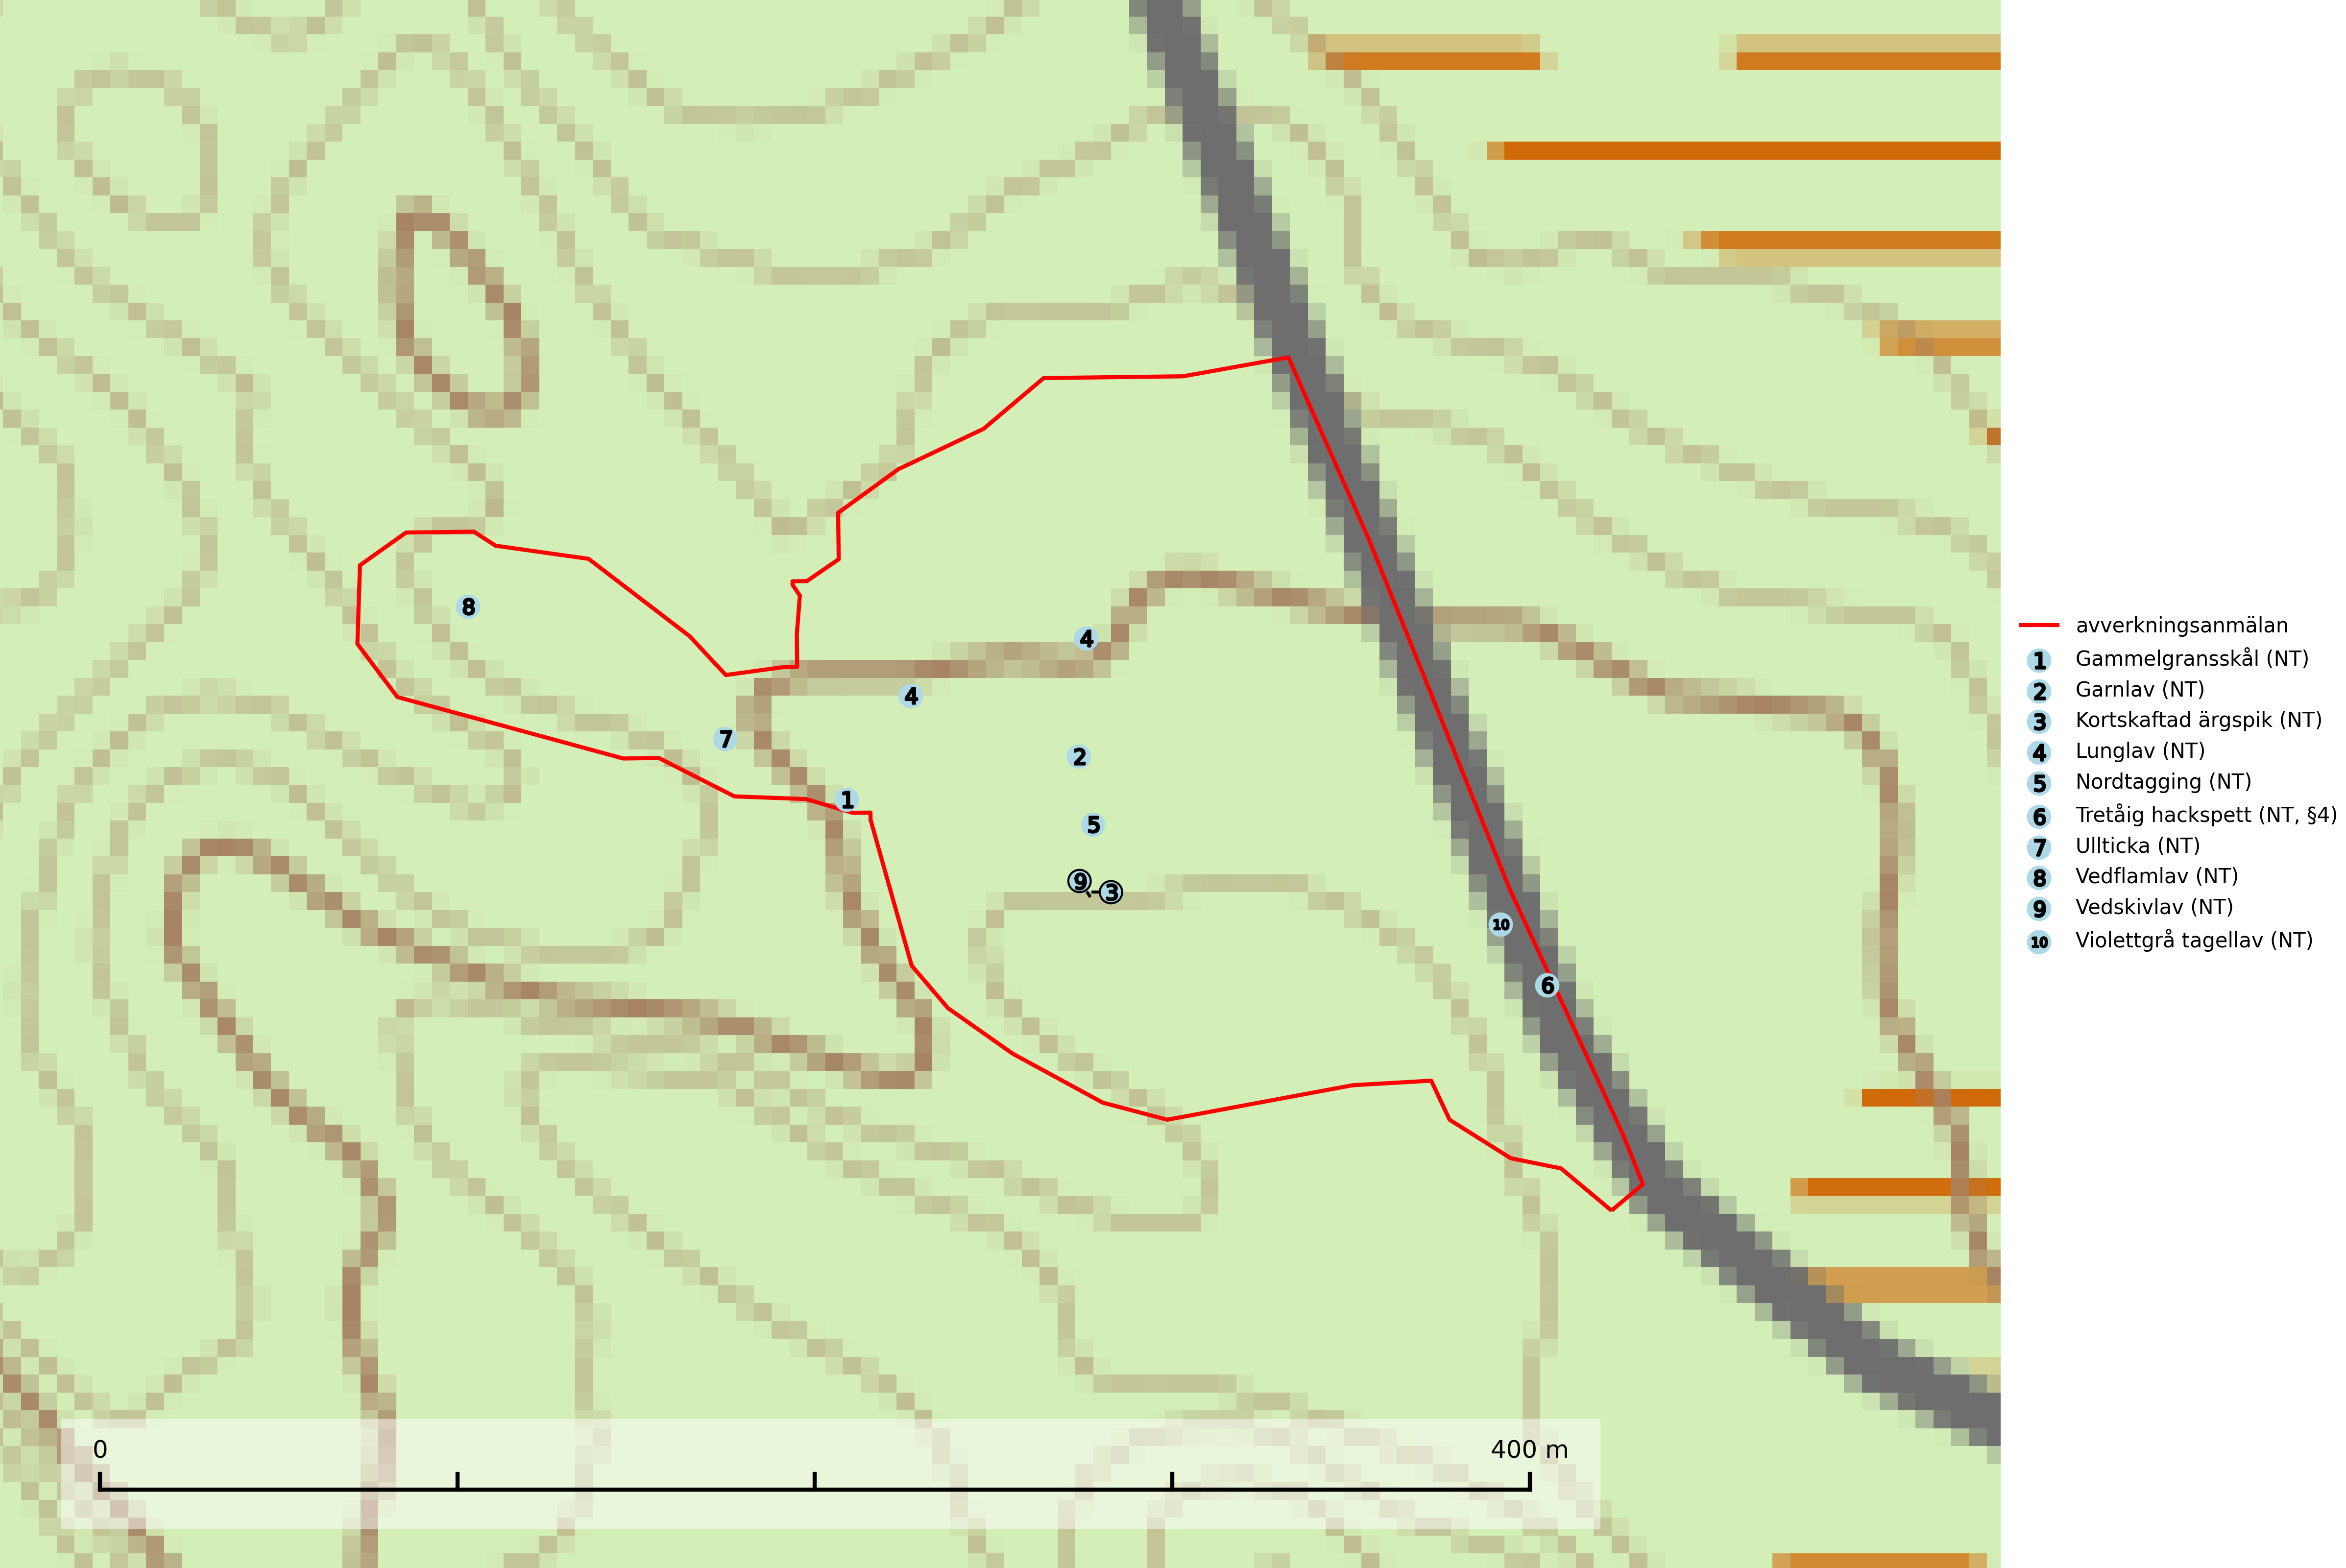 8
4
4
7
2
1
5
9
3
10
6
avverkningsanmälan
1 Gammelgransskål (NT)
2 Garnlav (NT)
3 Kortskaftad ärgspik (NT)
4 Lunglav (NT)
5 Nordtagging (NT)
6 Tretåig hackspett (NT, §4)
7 Ullticka (NT)
8 Vedflamlav (NT)
9 Vedskivlav (NT)
10 Violettgrå tagellav (NT)
0 400 m